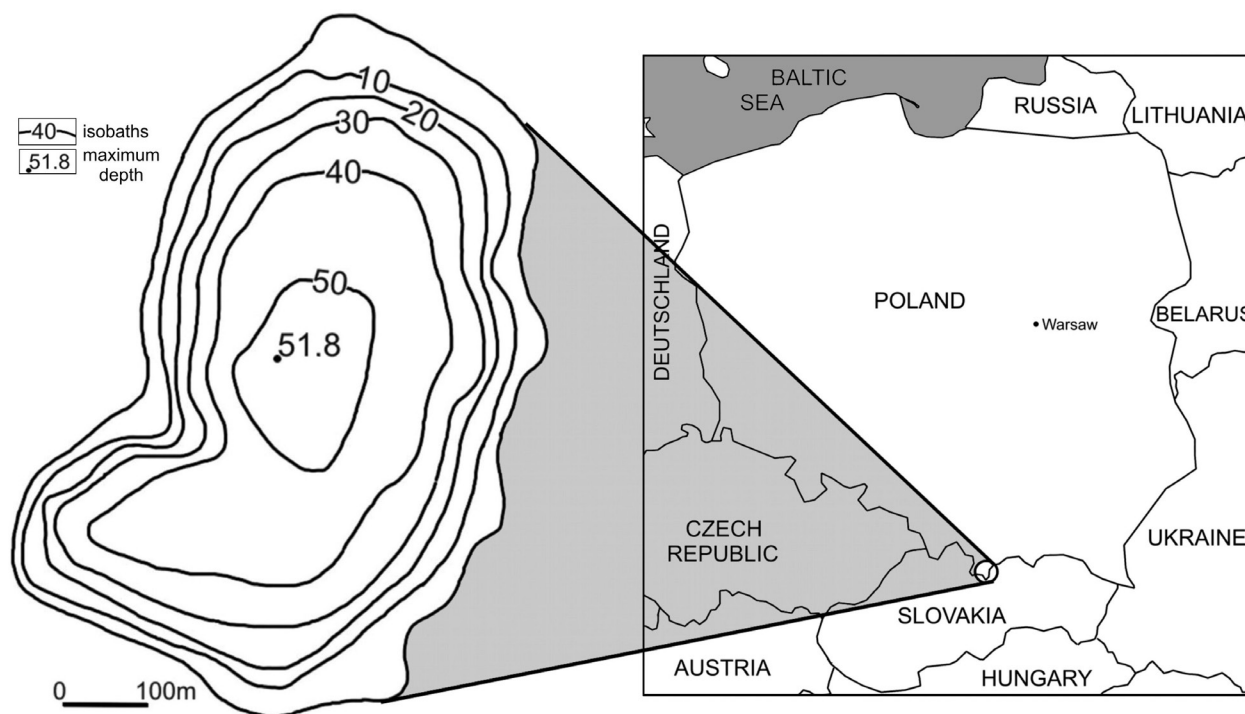 10
20
30
40
50
51.8
40 isobaths
51.8 maximum
depth
0 100m
BALTIC
SEA
RUSSIA
LITHUANIA
DEUTSCHLAND
POLAND
Warsaw
BELARUS
CZECH
REPUBLIC
UKRAINE
SLOVAKIA
AUSTRIA
HUNGARY